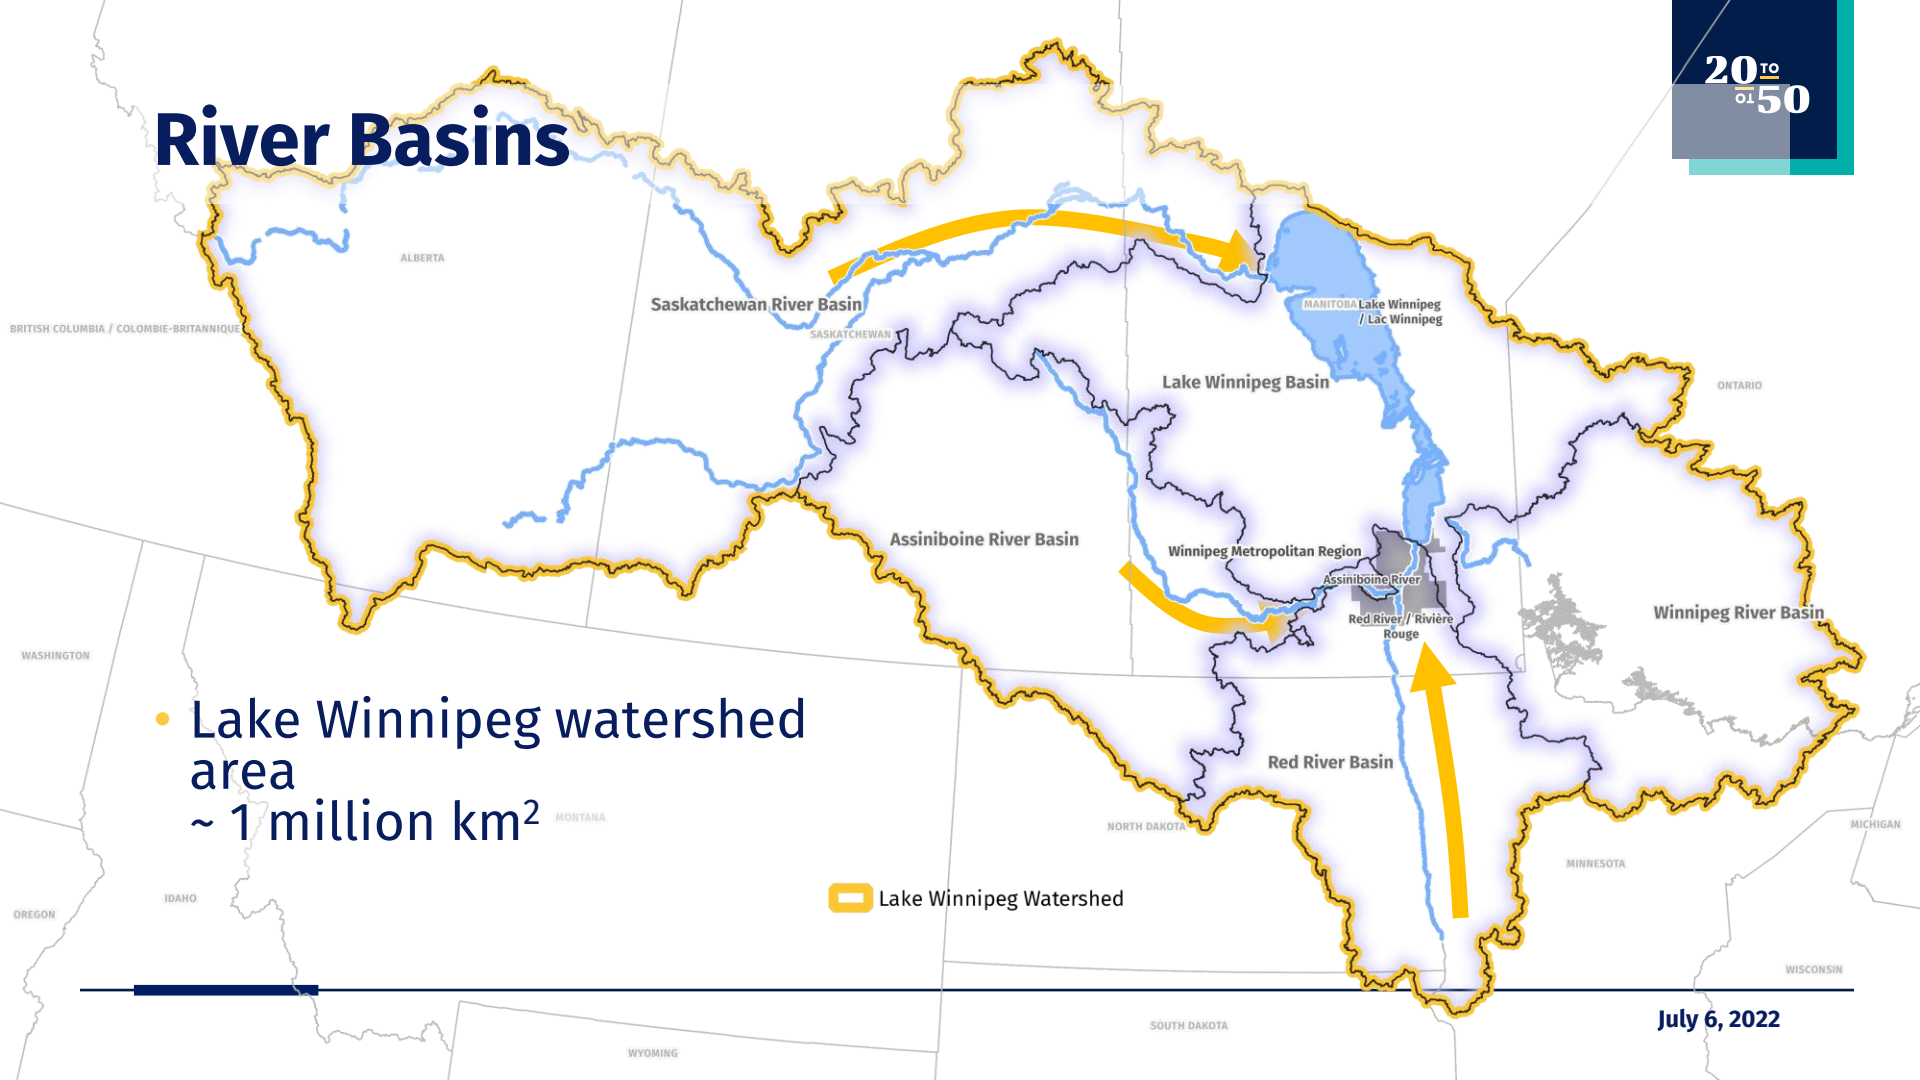 20 TO
TO 50
River Basins
ALBERTA
Saskatchewan River Basin
MANITOBA
Lake Winnipeg
/ Lac Winnipeg
BRITISH COLUMBIA / COLOMBIE-BRITANNIQUE
SASKATCHEWAN
Lake Winnipeg Basin
ONTARIO
Assiniboine River Basin
Winnipeg Metropolitan Region
Assiniboine River
Winnipeg River Basin
Red River / Rivière
Rouge
WASHINGTON
• Lake Winnipeg watershed
area
~ 1 million km²
Red River Basin
MONTANA
NORTH DAKOTA
MICHIGAN
MINNESOTA
IDAHO
Lake Winnipeg Watershed
OREGON
WISCONSIN
July 6, 2022
SOUTH DAKOTA
WYOMING